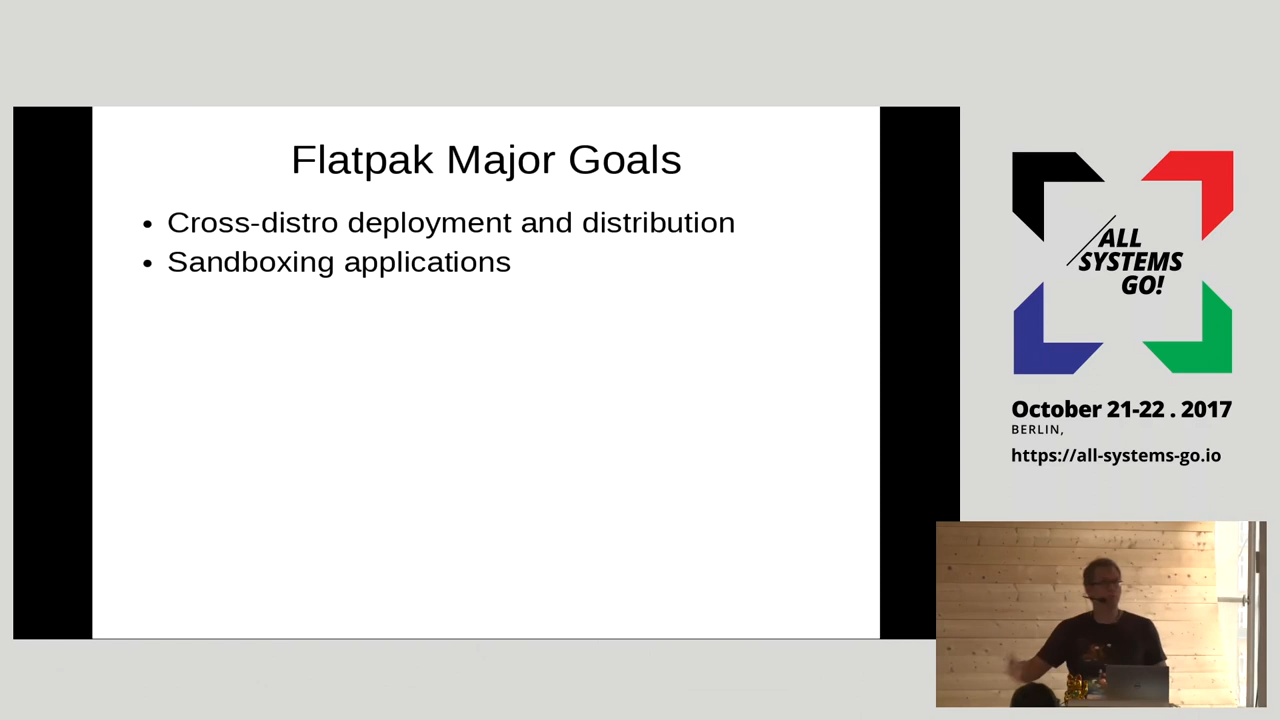 Flatpak Major Goals
• Cross-distro deployment and distribution
• Sandboxing applications
ALL
SYSTEMS
GO!
October 21-22 . 2017
BERLIN,
https://all-systems-go.io